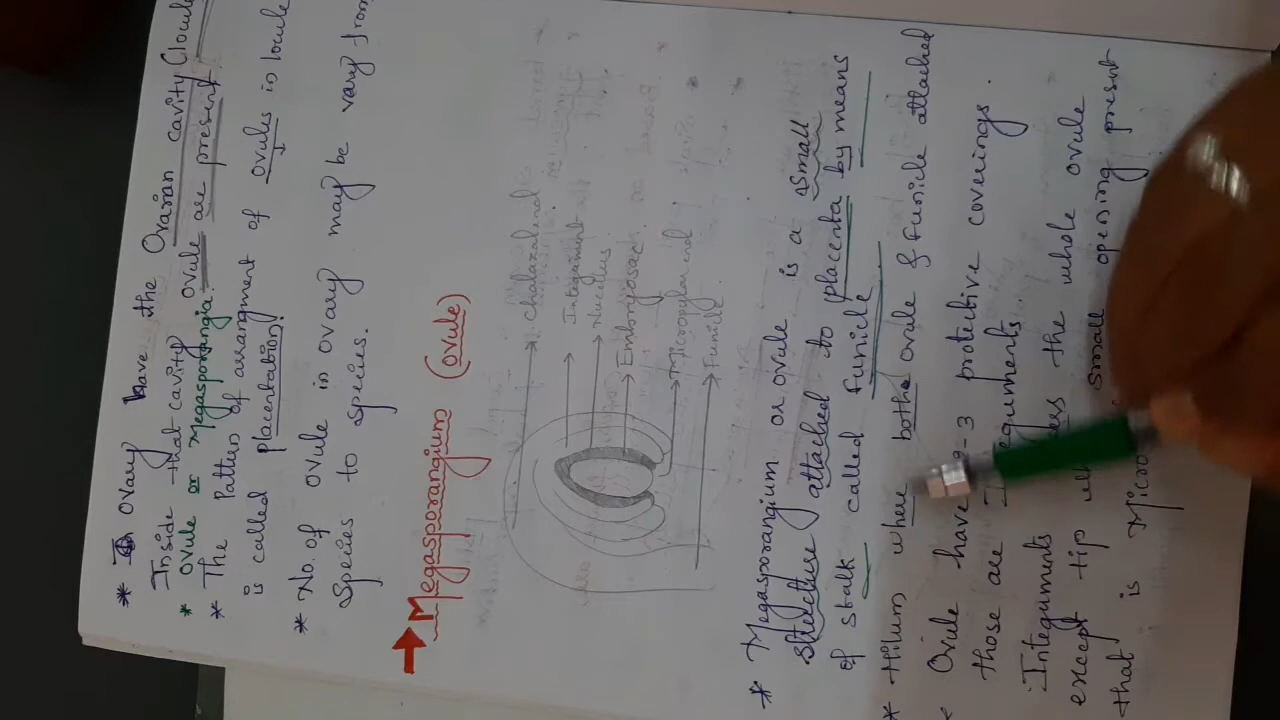 * Ovary have the Ovarian cavity (locule
Inside that cavity ovule are present.
* ovule or Megasporangia.
* The Pattern of arrangment of ovules in locule
is called placentation.
* No. of ovule in ovary may be vary from
Species to species.
Megasporangium (ovule)
Chalazal end
Integument
Nucellus
Embryosac
Micropylar end
Funicle
* Megasporangium or ovule is a small
structure attached to placenta by means
of stalk called funicle
* Hilum where bothe ovule & funicle attached
* Ovule have 2-3 protective coverings.
those are Integuments.
Integuments the whole ovule
except tip small opening present
that is